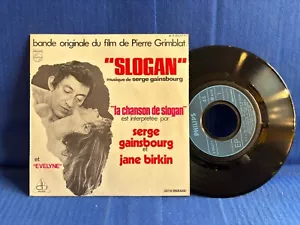 bande originale du film de Pierre Grimblat
"SLOGAN"
musique de serge gainsbourg
"la chanson de slogan"
est interprétée par
serge
gainsbourg
et
jane birkin
et "EVELYNE"
PHILIPS